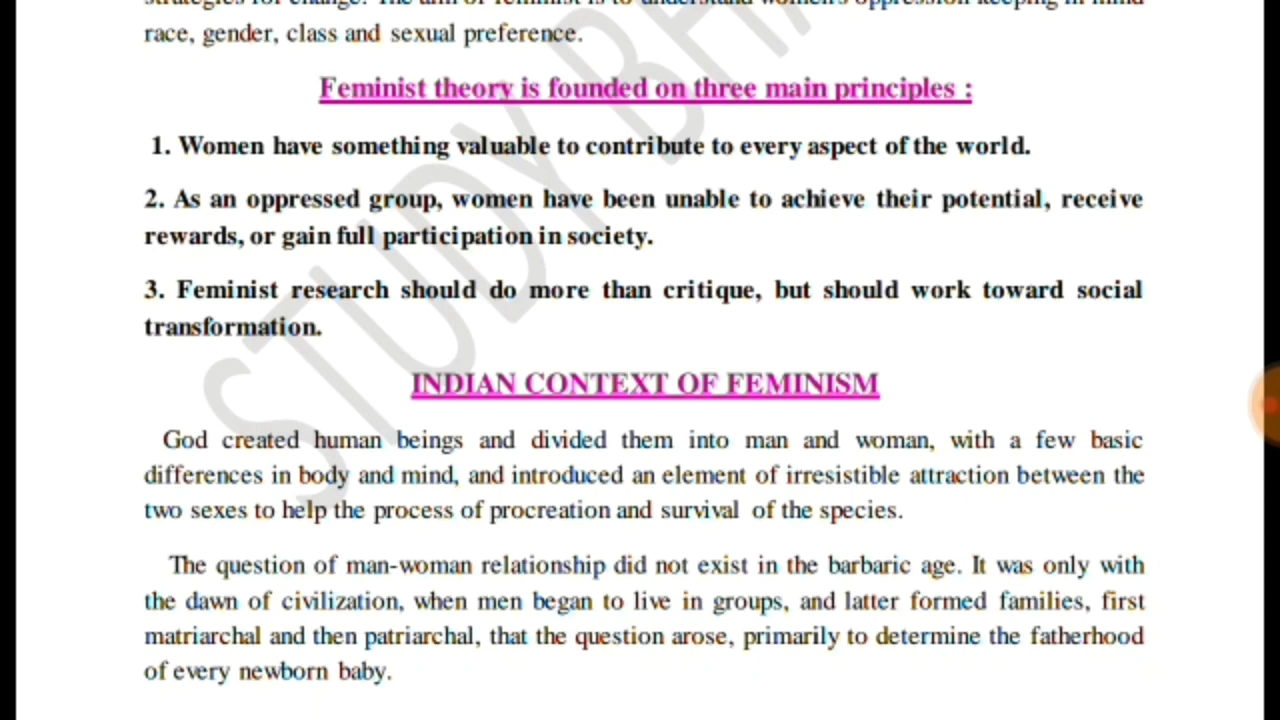 race, gender, class and sexual preference.
Feminist theory is founded on three main principles :
1. Women have something valuable to contribute to every aspect of the world.
2. As an oppressed group, women have been unable to achieve their potential, receive
rewards, or gain full participation in society.
3. Feminist research should do more than critique, but should work toward social
transformation.
INDIAN CONTEXT OF FEMINISM
God created human beings and divided them into man and woman, with a few basic
differences in body and mind, and introduced an element of irresistible attraction between the
two sexes to help the process of procreation and survival of the species.
The question of man-woman relationship did not exist in the barbaric age. It was only with
the dawn of civilization, when men began to live in groups, and latter formed families, first
matriarchal and then patriarchal, that the question arose, primarily to determine the fatherhood
of every newborn baby.
STUDY